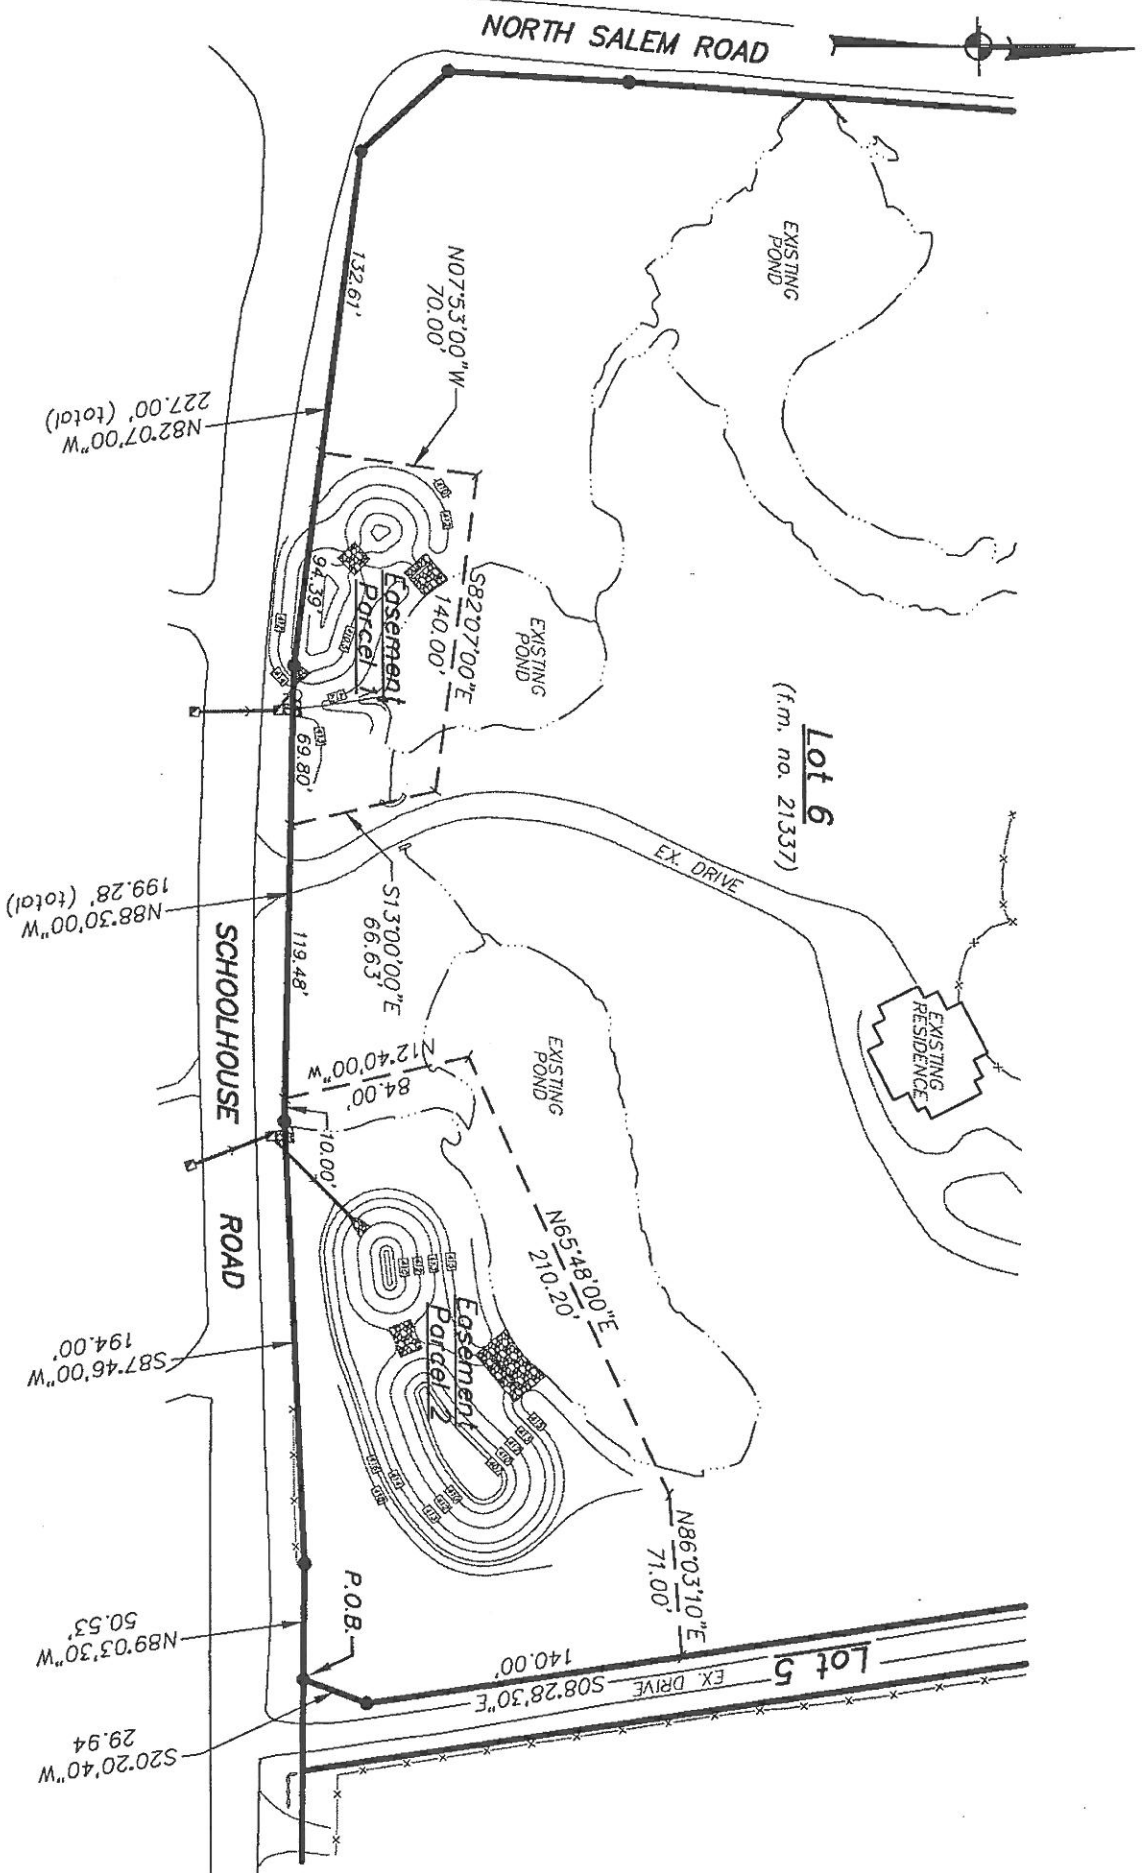 NORTH SALEM ROAD
EXISTING
POND
N07°53'00"W
70.00'
132.61'
N82°07'00"W
227.00' (total)
S82°07'00"E
140.00'
94.39'
Easement
Parcel 1
EXISTING
POND
69.80'
Lot 6
(f.m. no. 21337)
EX. DRIVE
S13°00'00"E
66.63'
N88°30'00"W
199.28' (total)
119.48'
EXISTING
RESIDENCE
SCHOOLHOUSE ROAD
N12°40'00"W
84.00'
10.00'
EXISTING
POND
N65°48'00"E
210.20'
Easement
Parcel 2
S87°46'00"W
194.00'
N86°03'10"E
71.00'
P.O.B.
N89°03'30"W
50.53'
S08°28'30"E
140.00'
EX. DRIVE
Lot 5
S20°20'40"W
29.94